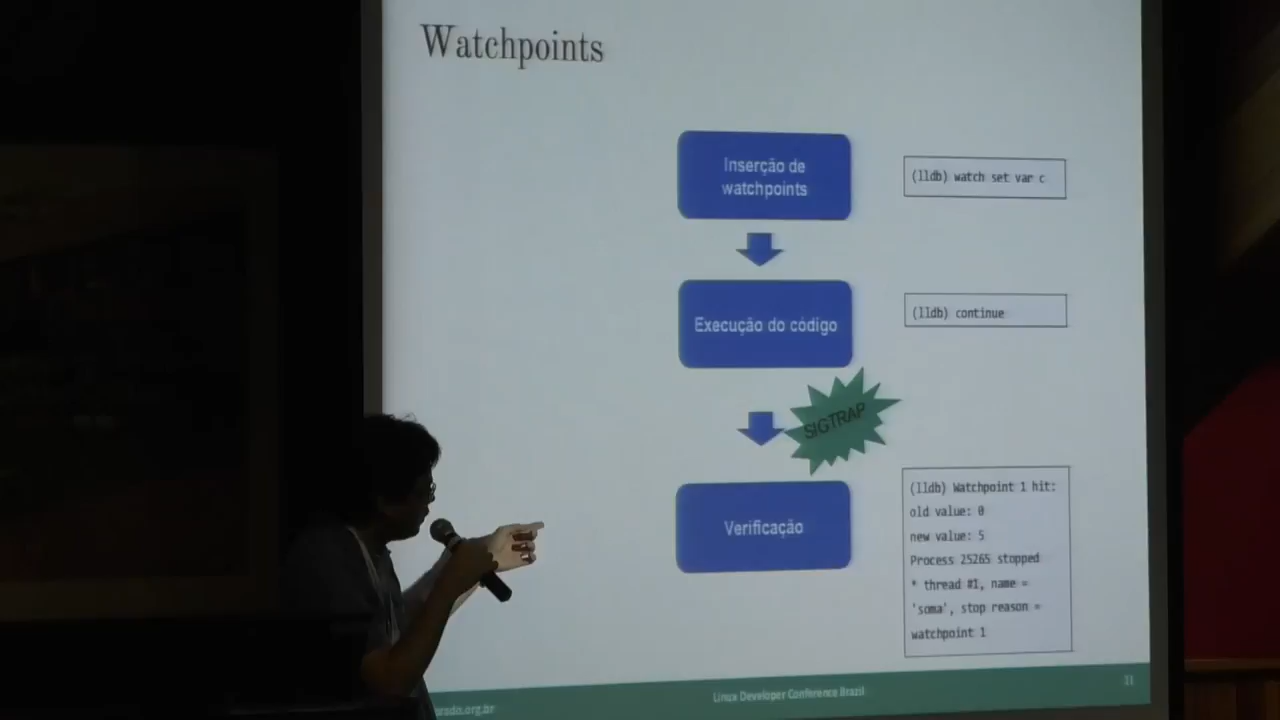 Watchpoints
Inserção de
watchpoints
(lldb) watch set var c
Execução do código
(lldb) continue
SIGTRAP
Verificação
(lldb) Watchpoint 1 hit:
old value: 0
new value: 5
Process 25265 stopped
* thread #1, name =
'soma', stop reason =
watchpoint 1
Linux Developer Conference Brazil